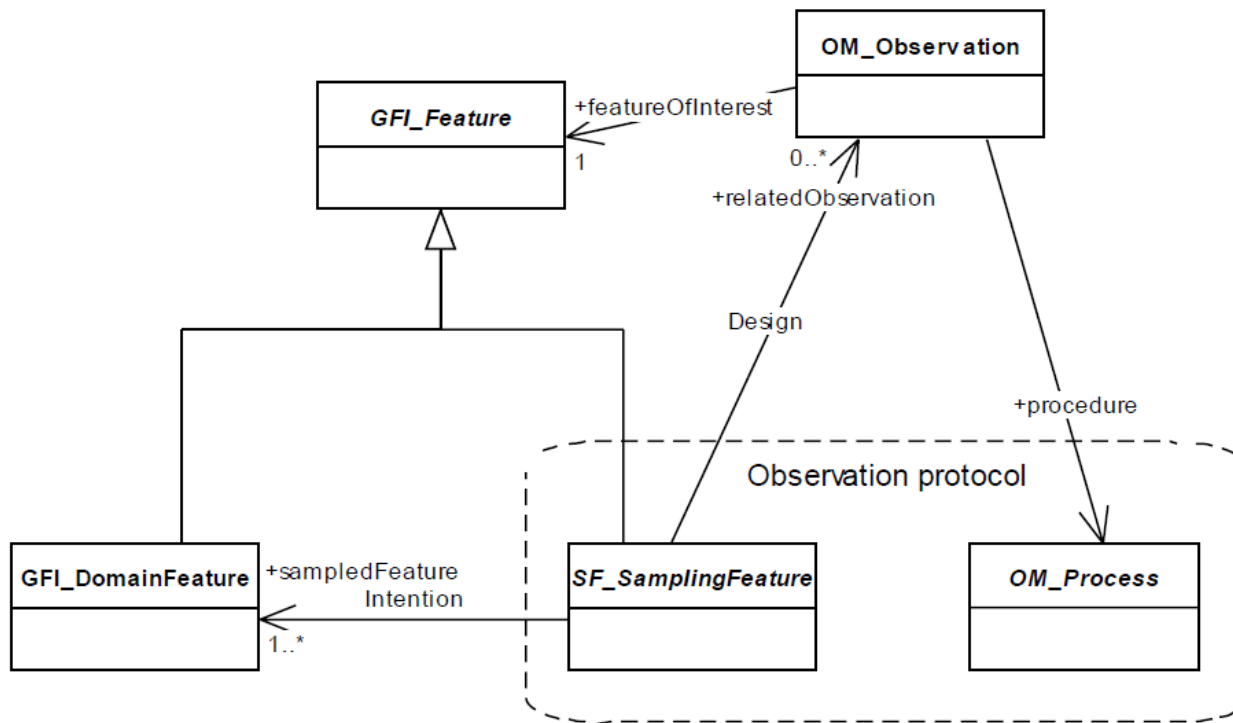 OM_Observation
GFI_Feature
+featureOfInterest
1
0..*
+relatedObservation
Design
+procedure
Observation protocol
GFI_DomainFeature
+sampledFeature
Intention
1..*
SF_SamplingFeature
OM_Process